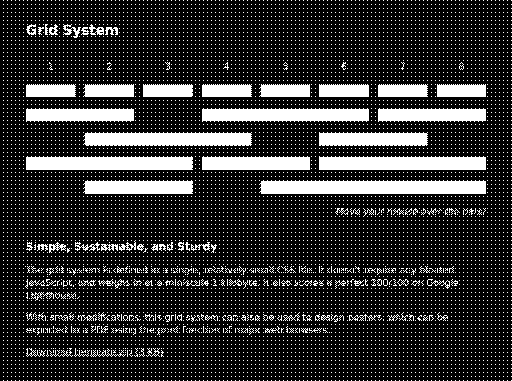 Grid System
1 2 3 4 5 6 7 8
Move your mouse over the bars!
Simple, Sustainable, and Sturdy
The grid system is defined in a single, relatively small CSS file. It doesn't require any bloated
JavaScript, and weighs in at a miniscule 1 kilobyte. It also scores a perfect 100/100 on Google
Lighthouse.
With small modifications, this grid system can also be used to design posters, which can be
exported to a PDF using the print function of major web browsers.
Download template.zip (3 KB)